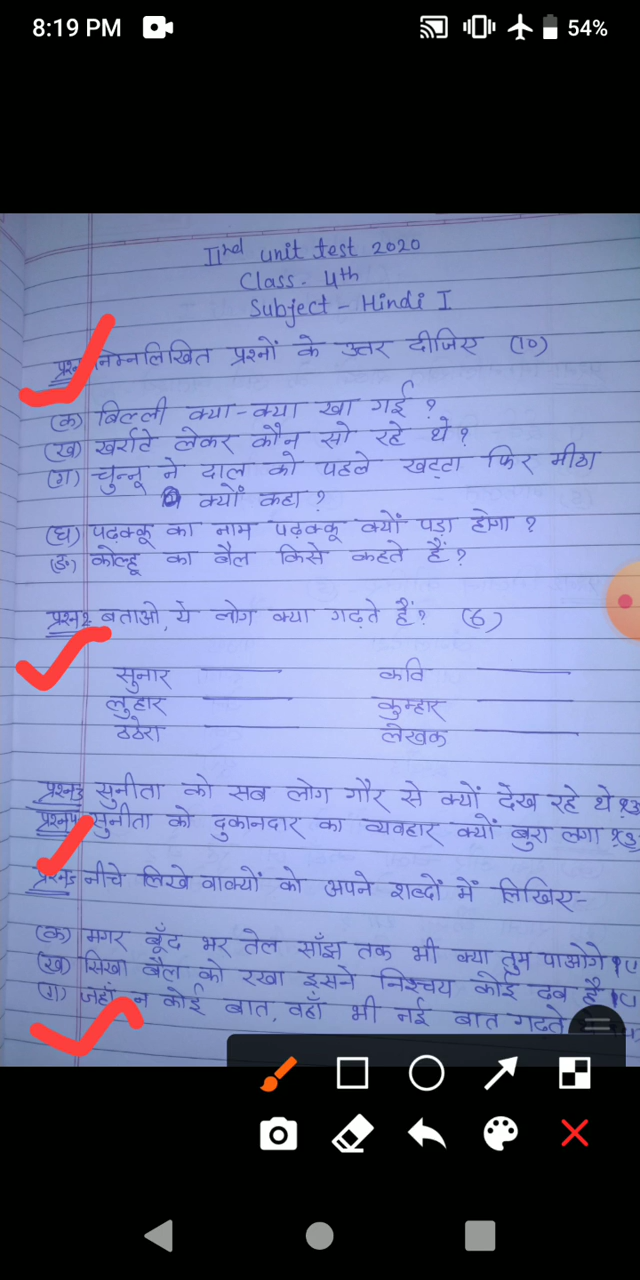 8:19 PM 54%
IInd unit test 2020
Class. 4th
Subject - Hindi I
प्रश्न निम्नलिखित प्रश्नों के उत्तर दीजिए (10)
(क) बिल्ली क्या-क्या खा गई ?
(ख) खर्राटे लेकर कौन सो रहे थे ?
(ग) चुन्नू ने दाल को पहले खट्टा फिर मीठा
क्यों कहा ?
(घ) पढक्कू का नाम पढ़क्कू क्यों पड़ा होगा ?
(ङ) कोल्हू का बैल किसे कहते हैं ?
प्रश्न2 बताओ, ये लोग क्या गढ़ते हैं? (6)
सुनार कवि
लुहार कुम्हार
ठठेरा लेखक
प्रश्न3 सुनीता को सब लोग गौर से क्यों देख रहे थे
प्रश्न4 सुनीता को दुकानदार का व्यवहार क्यों बुरा लगा
प्रश्न5 नीचे लिखे वाक्यों को अपने शब्दों में लिखिए-
(क) मगर बूँद भर तेल साँझ तक भी क्या तुम पाओगे
(ख) सिखा बैल को रखा इसने निश्चय कोई ढब है
(ग) जहाँ न कोई बात, वहाँ भी नई बात गढ़ते